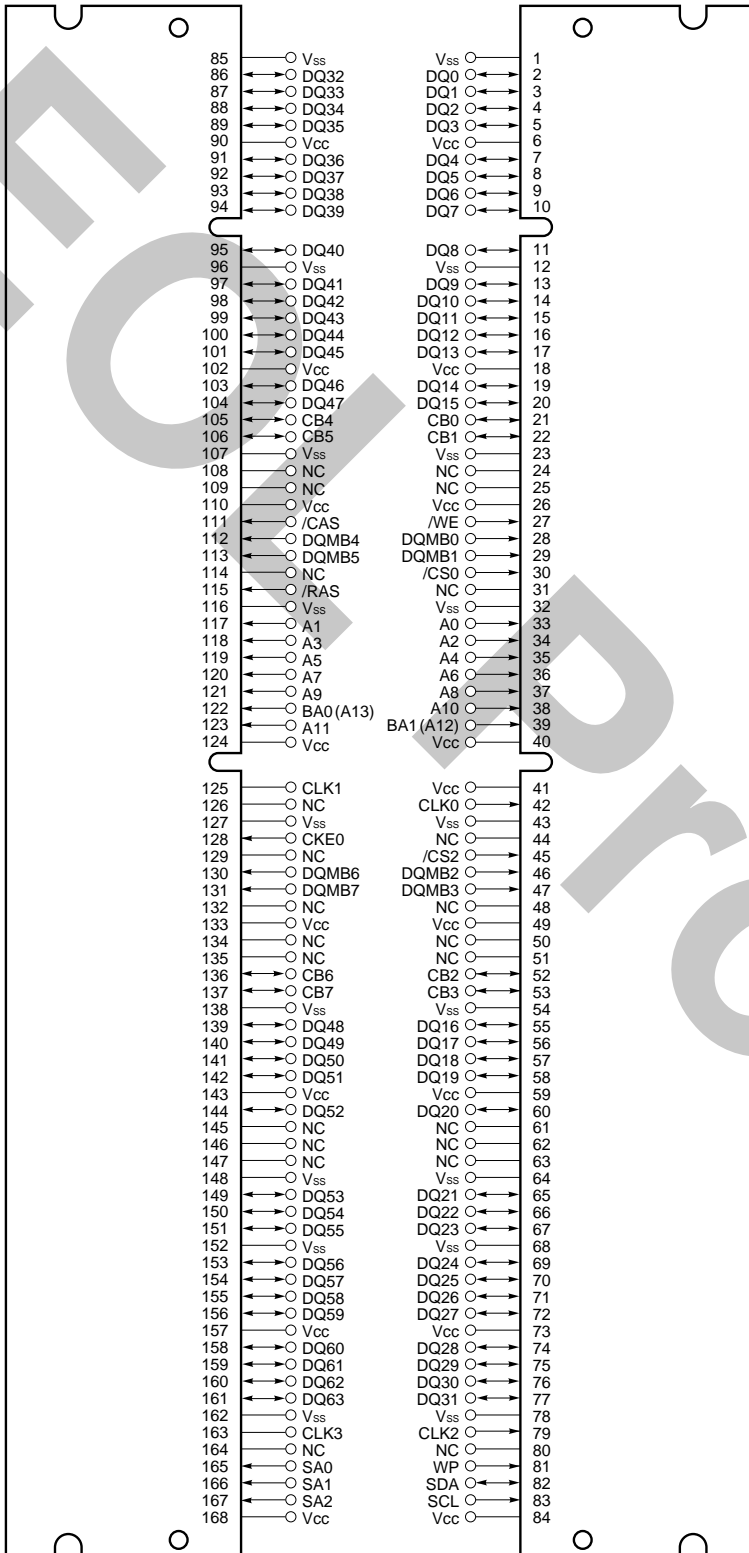 85 Vss Vss 1
86 DQ32 DQ0 2
87 DQ33 DQ1 3
88 DQ34 DQ2 4
89 DQ35 DQ3 5
90 Vcc Vcc 6
91 DQ36 DQ4 7
92 DQ37 DQ5 8
93 DQ38 DQ6 9
94 DQ39 DQ7 10
95 DQ40 DQ8 11
96 Vss Vss 12
97 DQ41 DQ9 13
98 DQ42 DQ10 14
99 DQ43 DQ11 15
100 DQ44 DQ12 16
101 DQ45 DQ13 17
102 Vcc Vcc 18
103 DQ46 DQ14 19
104 DQ47 DQ15 20
105 CB4 CB0 21
106 CB5 CB1 22
107 Vss Vss 23
108 NC NC 24
109 NC NC 25
110 Vcc Vcc 26
111 /CAS /WE 27
112 DQMB4 DQMB0 28
113 DQMB5 DQMB1 29
114 NC /CS0 30
115 /RAS NC 31
116 Vss Vss 32
117 A1 A0 33
118 A3 A2 34
119 A5 A4 35
120 A7 A6 36
121 A9 A8 37
122 BA0 (A13) A10 38
123 A11 BA1 (A12) 39
124 Vcc Vcc 40
125 CLK1 Vcc 41
126 NC CLK0 42
127 Vss Vss 43
128 CKE0 NC 44
129 NC /CS2 45
130 DQMB6 DQMB2 46
131 DQMB7 DQMB3 47
132 NC NC 48
133 Vcc Vcc 49
134 NC NC 50
135 NC NC 51
136 CB6 CB2 52
137 CB7 CB3 53
138 Vss Vss 54
139 DQ48 DQ16 55
140 DQ49 DQ17 56
141 DQ50 DQ18 57
142 DQ51 DQ19 58
143 Vcc Vcc 59
144 DQ52 DQ20 60
145 NC NC 61
146 NC NC 62
147 NC NC 63
148 Vss Vss 64
149 DQ53 DQ21 65
150 DQ54 DQ22 66
151 DQ55 DQ23 67
152 Vss Vss 68
153 DQ56 DQ24 69
154 DQ57 DQ25 70
155 DQ58 DQ26 71
156 DQ59 DQ27 72
157 Vcc Vcc 73
158 DQ60 DQ28 74
159 DQ61 DQ29 75
160 DQ62 DQ30 76
161 DQ63 DQ31 77
162 Vss Vss 78
163 CLK3 CLK2 79
164 NC NC 80
165 SA0 WP 81
166 SA1 SDA 82
167 SA2 SCL 83
168 Vcc Vcc 84
EOL Pro